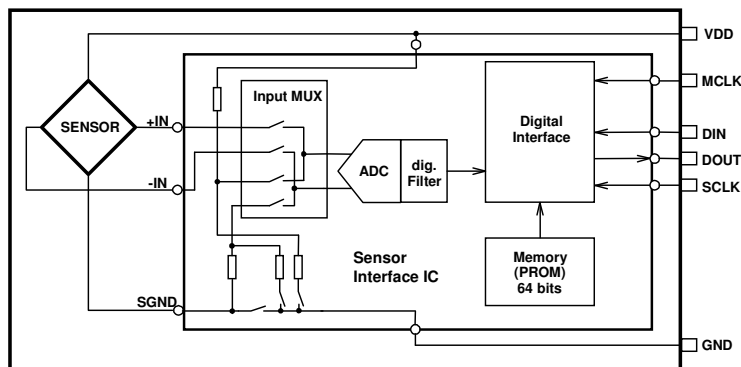 VDD
MCLK
Input MUX
+IN
SENSOR
Digital
Interface
DIN
DOUT
ADC
dig.
Filter
-IN
SCLK
Sensor
Interface IC
Memory
(PROM)
64 bits
SGND
GND